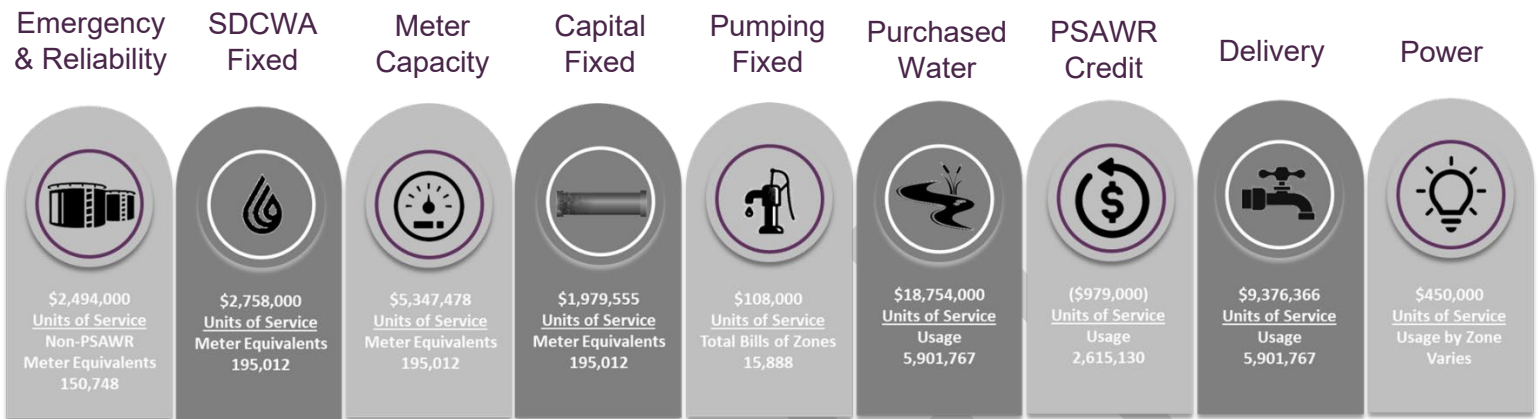 Emergency
& Reliability
SDCWA
Fixed
Meter
Capacity
Capital
Fixed
Pumping
Fixed
Purchased
Water
PSAWR
Credit
Delivery
Power
$2,494,000
Units of Service
Non-PSAWR
Meter Equivalents
150,748
$2,758,000
Units of Service
Meter Equivalents
195,012
$5,347,478
Units of Service
Meter Equivalents
195,012
$1,979,555
Units of Service
Meter Equivalents
195,012
$108,000
Units of Service
Total Bills of Zones
15,888
$18,754,000
Units of Service
Usage
5,901,767
($979,000)
Units of Service
Usage
2,615,130
$9,376,366
Units of Service
Usage
5,901,767
$450,000
Units of Service
Usage by Zone
Varies